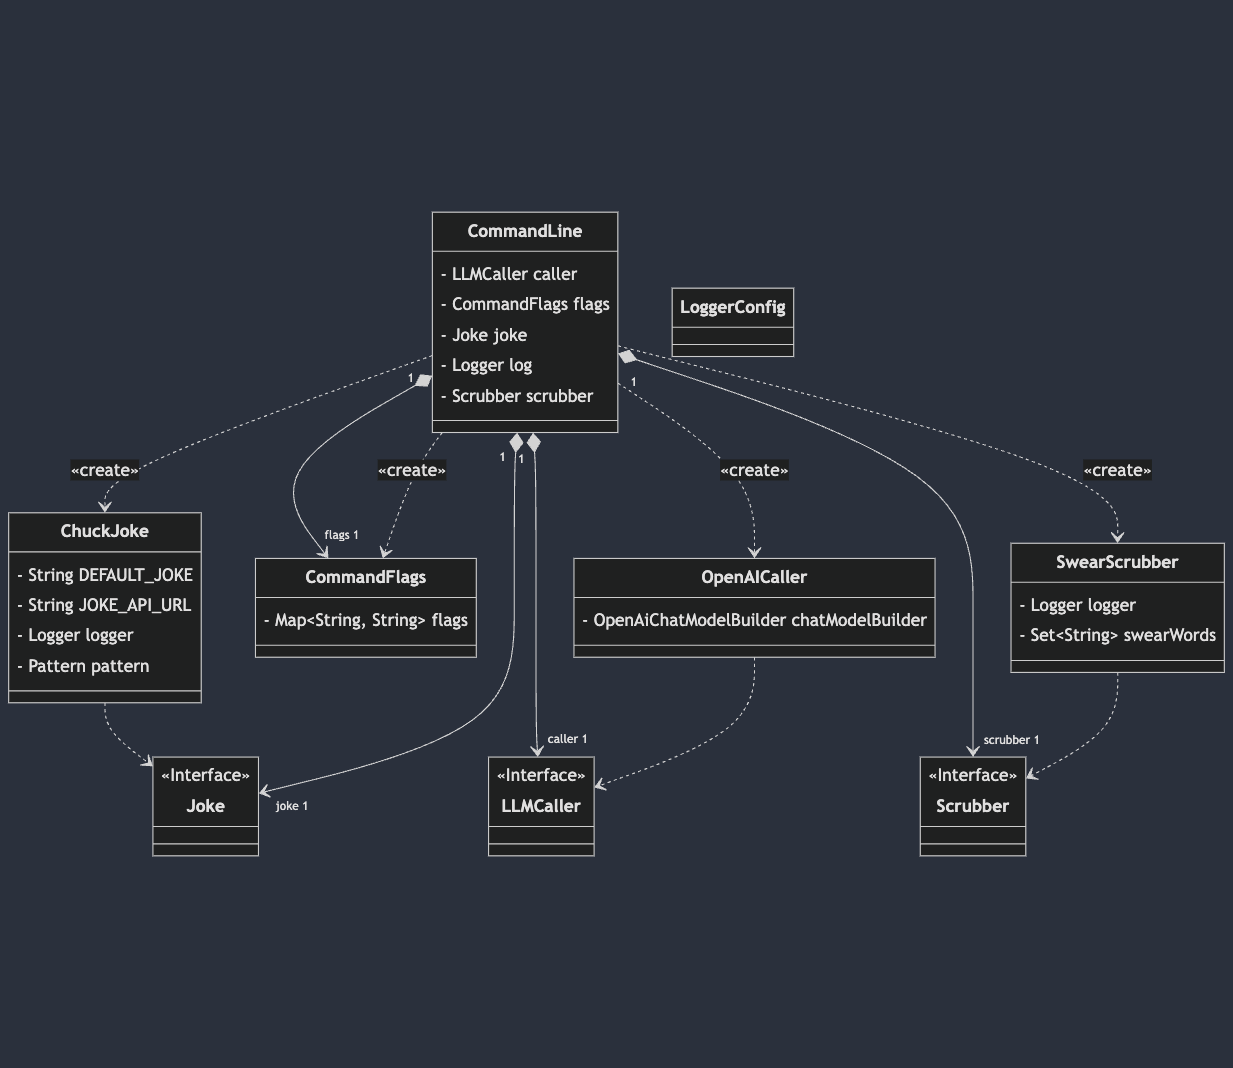 CommandLine
- LLMCaller caller
- CommandFlags flags
- Joke joke
- Logger log
- Scrubber scrubber
LoggerConfig
1
1
1
1
«create»
«create»
«create»
«create»
ChuckJoke
- String DEFAULT_JOKE
- String JOKE_API_URL
- Logger logger
- Pattern pattern
flags 1
CommandFlags
- Map<String, String> flags
OpenAICaller
- OpenAiChatModelBuilder chatModelBuilder
SwearScrubber
- Logger logger
- Set<String> swearWords
caller 1
scrubber 1
«Interface»
Joke
joke 1
«Interface»
LLMCaller
«Interface»
Scrubber